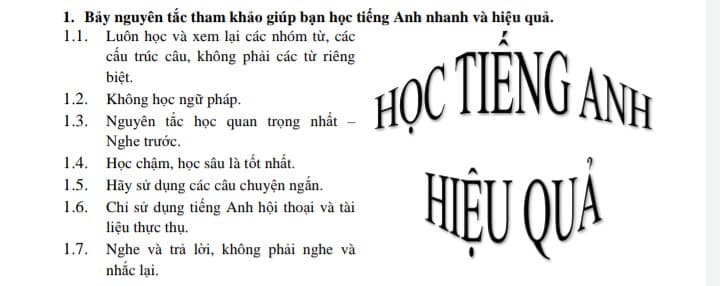 1. Bảy nguyên tắc tham khảo giúp bạn học tiếng Anh nhanh và hiệu quả.
1.1. Luôn học và xem lại các nhóm từ, các
cấu trúc câu, không phải các từ riêng
biệt.
1.2. Không học ngữ pháp.
1.3. Nguyên tắc học quan trọng nhất –
Nghe trước.
1.4. Học chậm, học sâu là tốt nhất.
1.5. Hãy sử dụng các câu chuyện ngắn.
1.6. Chỉ sử dụng tiếng Anh hội thoại và tài
liệu thực thụ.
1.7. Nghe và trả lời, không phải nghe và
nhắc lại.
HỌC TIẾNG ANH
HIỆU QUẢ